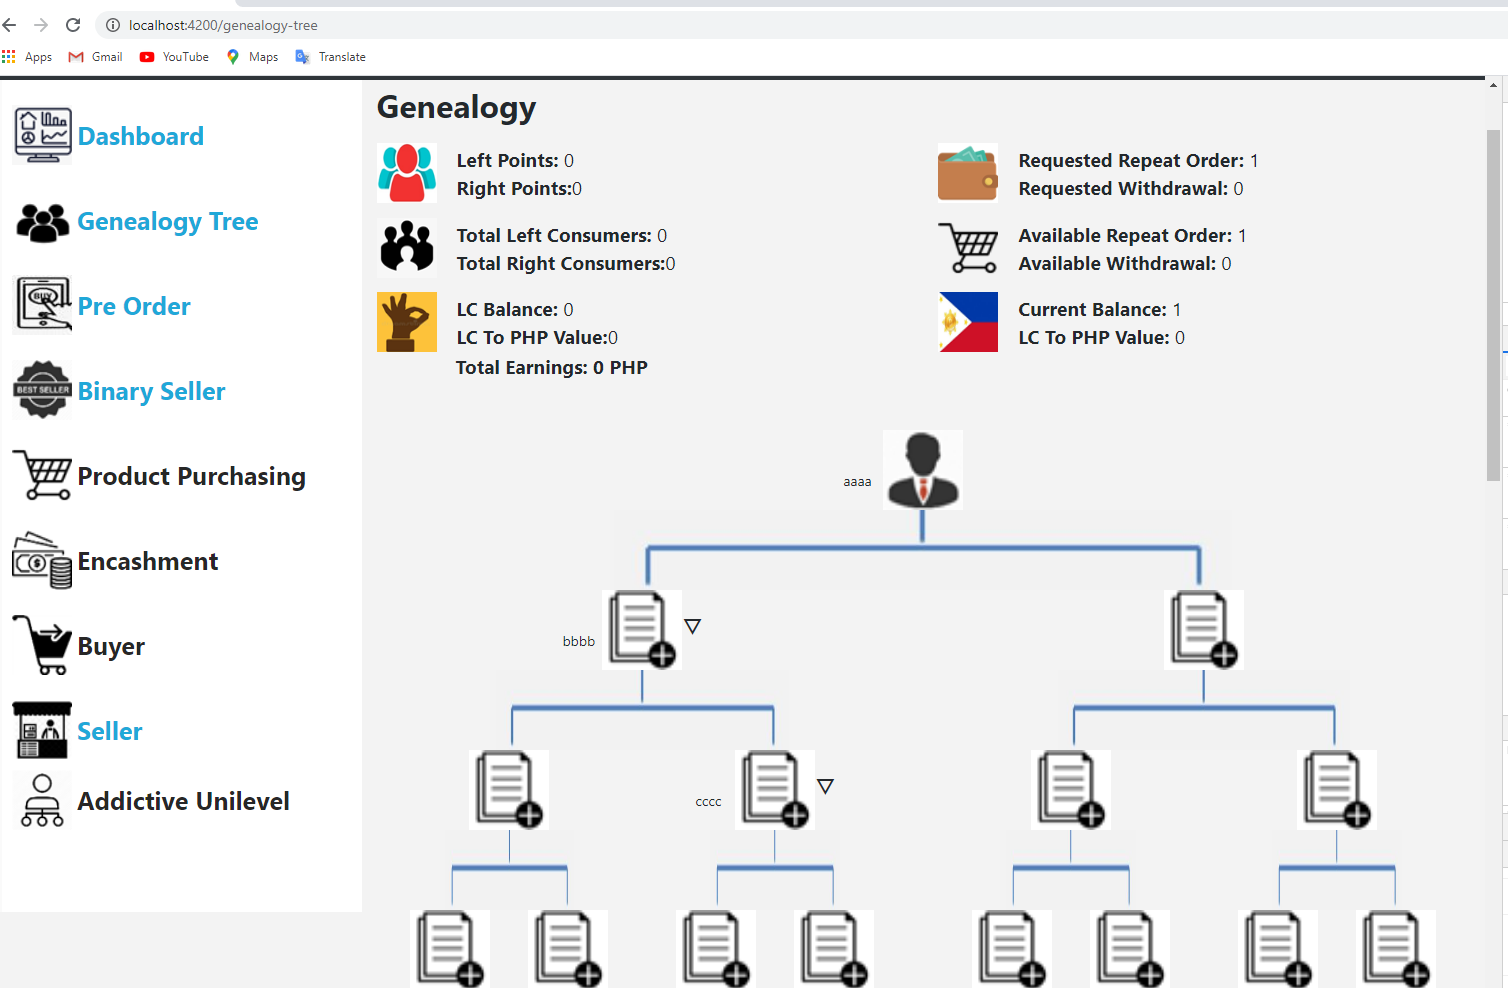 localhost:4200/genealogy-tree
Apps Gmail YouTube Maps Translate
Dashboard
Genealogy Tree
Pre Order
BUY
Binary Seller
BEST SELLER
Product Purchasing
Encashment
Buyer
Seller
Addictive Unilevel
Genealogy
Left Points: 0
Right Points:0
Requested Repeat Order: 1
Requested Withdrawal: 0
Total Left Consumers: 0
Total Right Consumers:0
Available Repeat Order: 1
Available Withdrawal: 0
LC Balance: 0
LC To PHP Value:0
Total Earnings: 0 PHP
Current Balance: 1
LC To PHP Value: 0
aaaa
bbbb
cccc